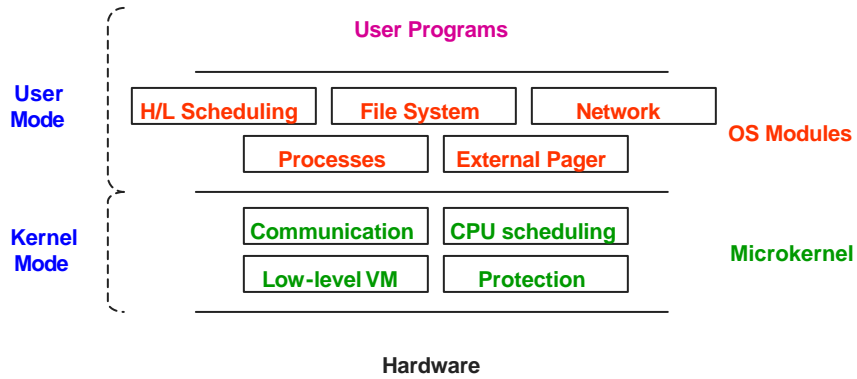 User Programs
User
Mode
H/L Scheduling
File System
Network
OS Modules
Processes
External Pager
Kernel
Mode
Communication
CPU scheduling
Microkernel
Low-level VM
Protection
Hardware